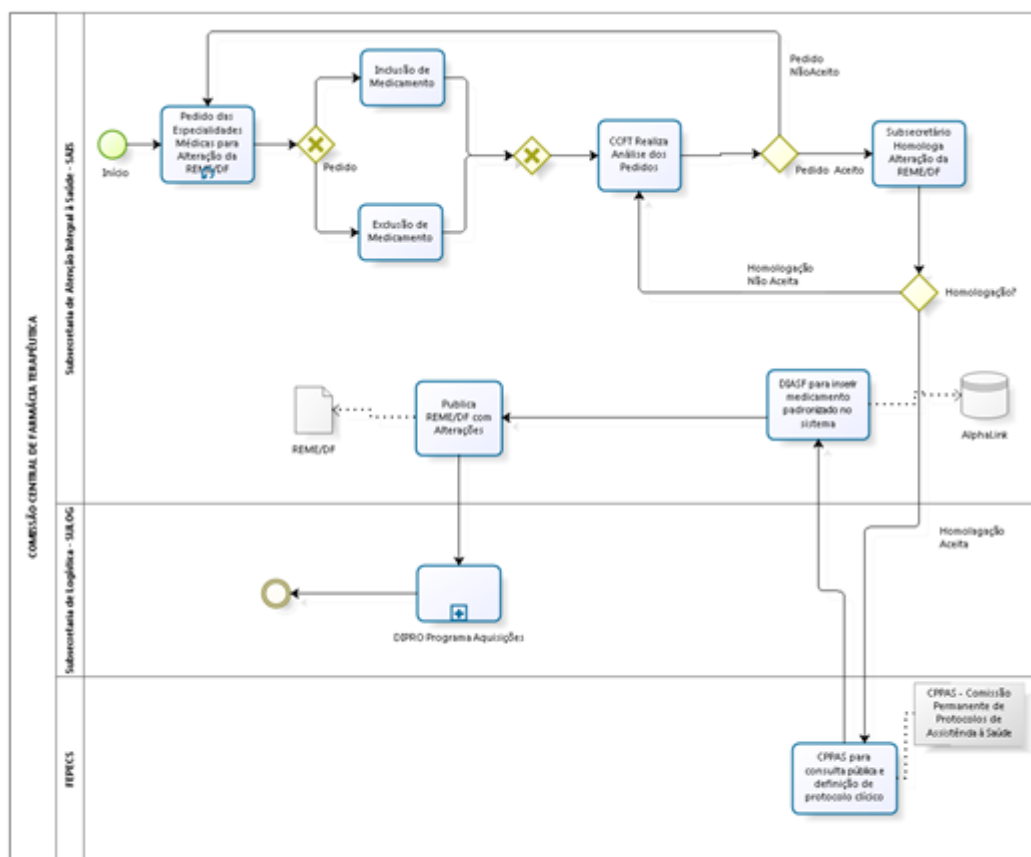 COMISSÃO CENTRAL DE FARMÁCIA TERAPÊUTICA
Subsecretaria de Atenção Integral à Saúde - SAIS
Início
Pedido das
Especialidades
Médicas para
Alteração da
REME/DF
Pedido
Inclusão de
Medicamento
Exclusão de
Medicamento
CCFT Realiza
Análise dos
Pedidos
Pedido
NãoAceito
Pedido Aceito
Subsecretário
Homologa
Alteração da
REME/DF
Homologação?
Homologação
Não Aceita
DIASF para inserir
medicamento
padronizado no
sistema
AlphaLink
Publica
REME/DF com
Alterações
REME/DF
Homolagação
Aceita
Subsecretaria de Logística - SULOG
DIPRO Programa Aquisições
FEPECS
CPPAS para
consulta pública e
definição de
protocolo clícico
CPPAS - Comissão
Permanente de
Protocolos de
Assistência à Saúde